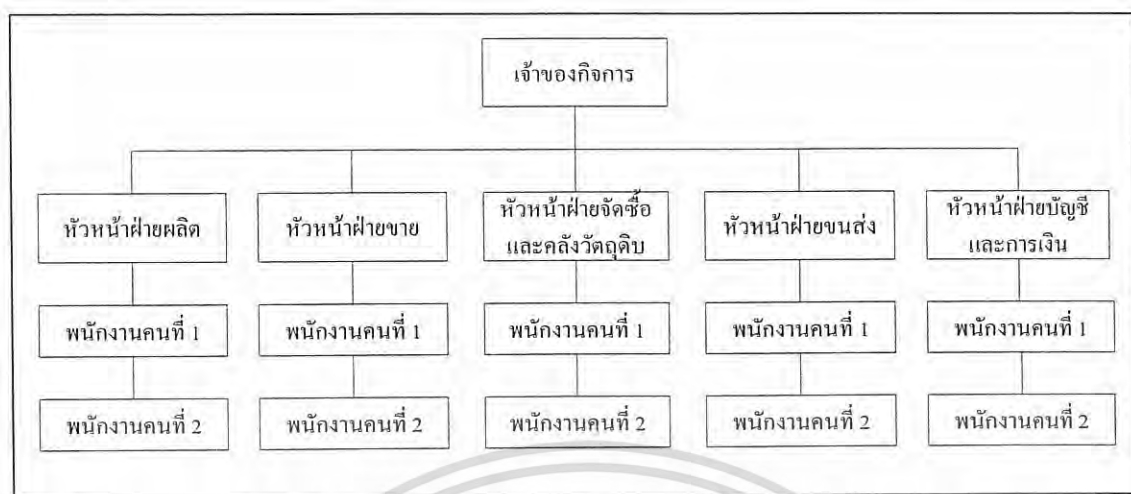 เจ้าของกิจการ
หัวหน้าฝ่ายผลิต
หัวหน้าฝ่ายขาย
หัวหน้าฝ่ายจัดซื้อ
และคลังวัตถุดิบ
หัวหน้าฝ่ายขนส่ง
หัวหน้าฝ่ายบัญชี
และการเงิน
พนักงานคนที่ 1
พนักงานคนที่ 1
พนักงานคนที่ 1
พนักงานคนที่ 1
พนักงานคนที่ 1
พนักงานคนที่ 2
พนักงานคนที่ 2
พนักงานคนที่ 2
พนักงานคนที่ 2
พนักงานคนที่ 2